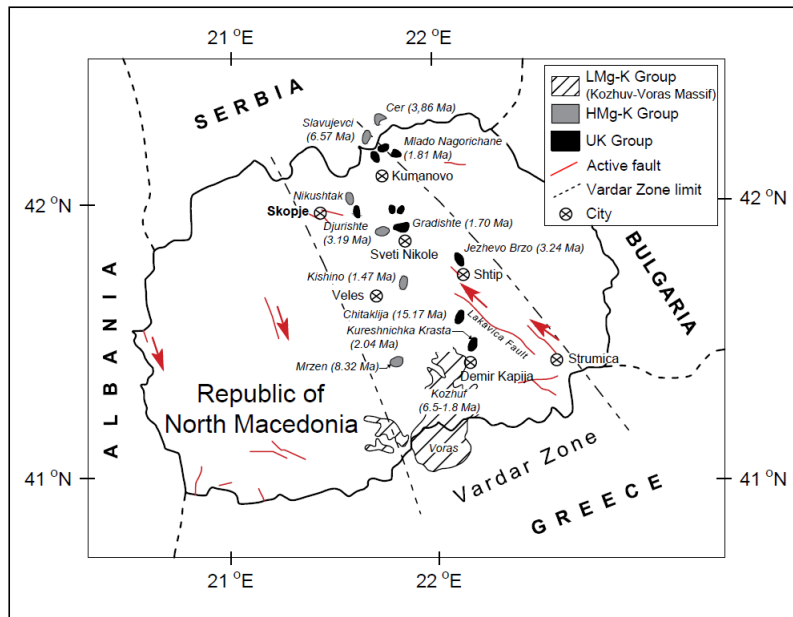 21 °E
22 °E
SERBIA
Cer (3,86 Ma)
Slavujevci
(6.57 Ma)
Mlado Nagorichane
(1.81 Ma)
Kumanovo
LMg-K Group
(Kozhuv-Voras Massif)
HMg-K Group
UK Group
Active fault
Vardar Zone limit
City
42 °N
42 °N
Nikushtak
Skopje
Djurishte
(3.19 Ma)
Gradishte (1.70 Ma)
Sveti Nikole
Jezhevo Brzo (3.24 Ma)
Shtip
BULGARIA
Kishino (1.47 Ma)
Veles
Chitaklija (15.17 Ma)
Kureshnichka Krasta
(2.04 Ma)
Lakavica Fault
Strumica
Mrzen (8.32 Ma)
Demir Kapija
ALBANIA
Republic of
North Macedonia
Kozhuf
(6.5-1.8 Ma)
Voras
Vardar Zone
GREECE
41 °N
41 °N
21 °E
22 °E